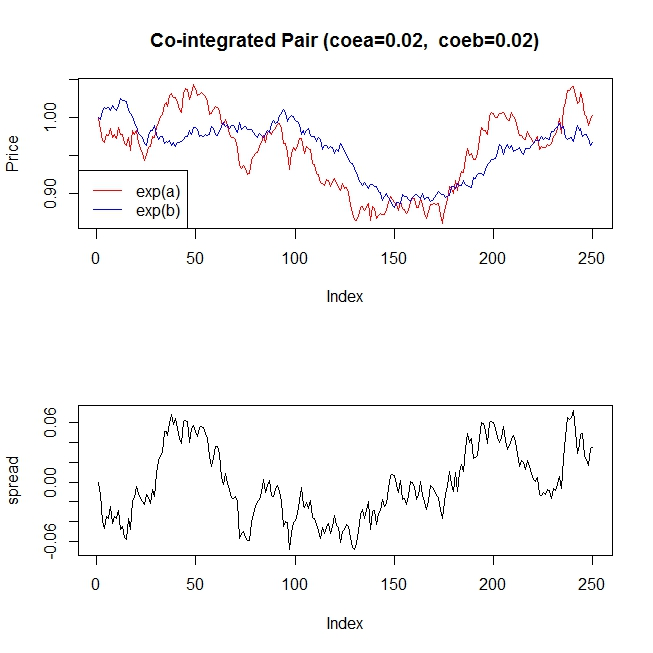 Co-integrated Pair (coea=0.02, coeb=0.02)
Price
1.00
0.90
exp(a)
exp(b)
0 50 100 150 200 250
Index
spread
0.06
0.00
-0.06
0 50 100 150 200 250
Index